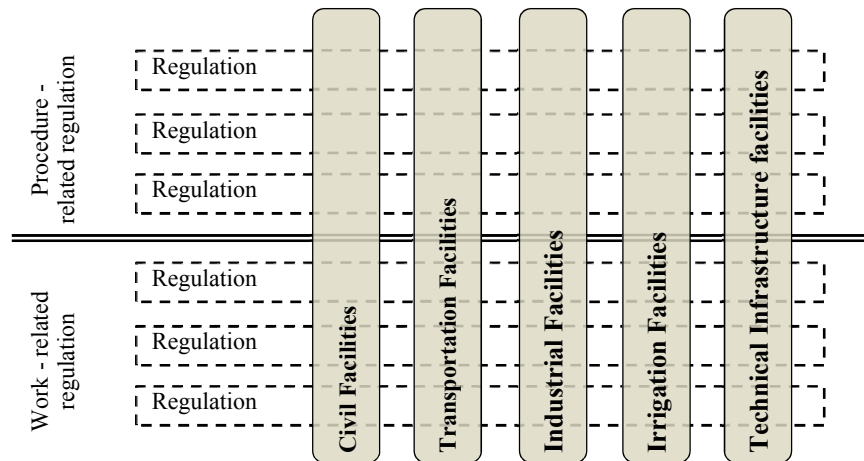 Procedure -
related regulation
Regulation
Regulation
Regulation
Work - related
regulation
Regulation
Regulation
Regulation
Civil Facilities
Transportation Facilities
Industrial Facilities
Irrigation Facilities
Technical Infrastructure facilities